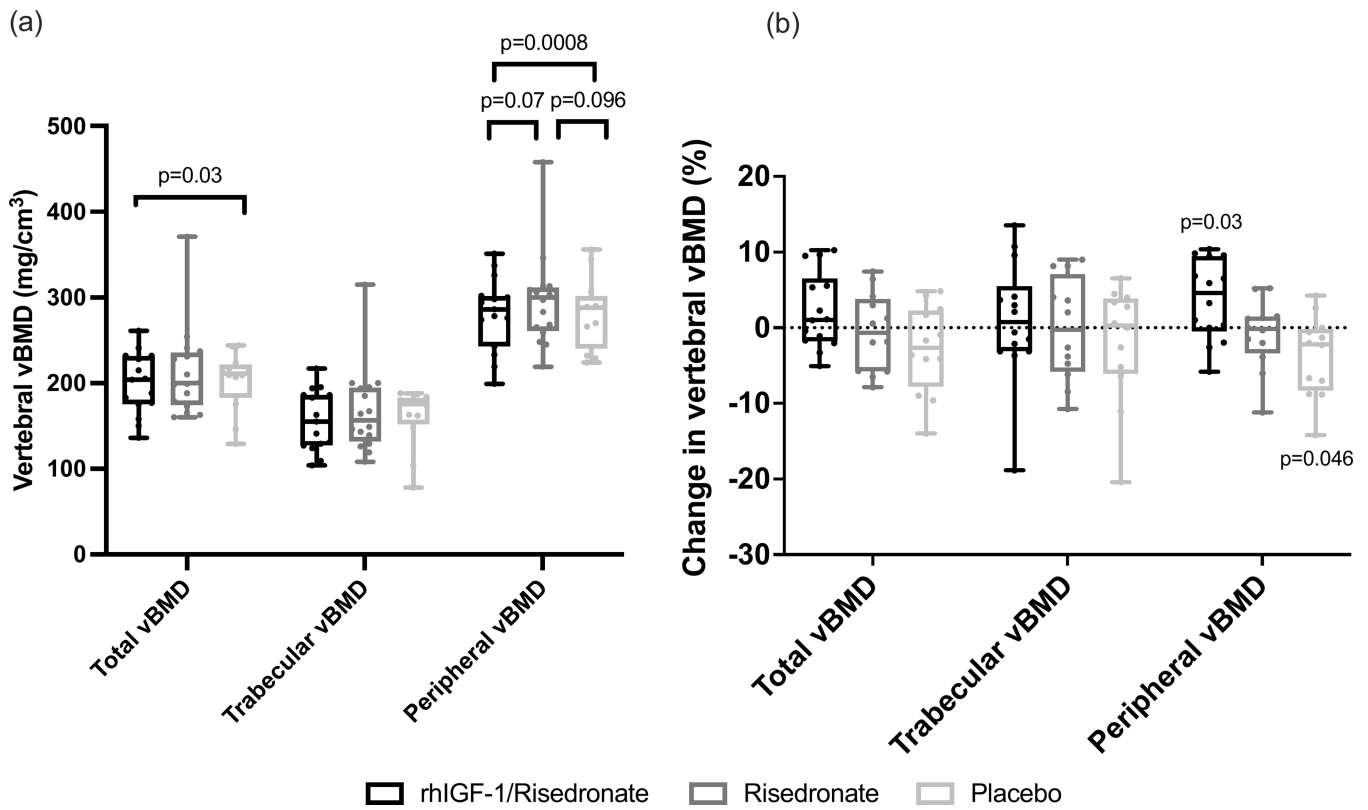 (a)
p=0.0008
p=0.07
p=0.096
p=0.03
Vertebral vBMD (mg/cm³)
500
400
300
200
100
0
Total vBMD
Trabecular vBMD
Peripheral vBMD
(b)
Change in vertebral vBMD (%)
20
10
0
-10
-20
-30
p=0.03
p=0.046
Total vBMD
Trabecular vBMD
Peripheral vBMD
rhIGF-1/Risedronate
Risedronate
Placebo